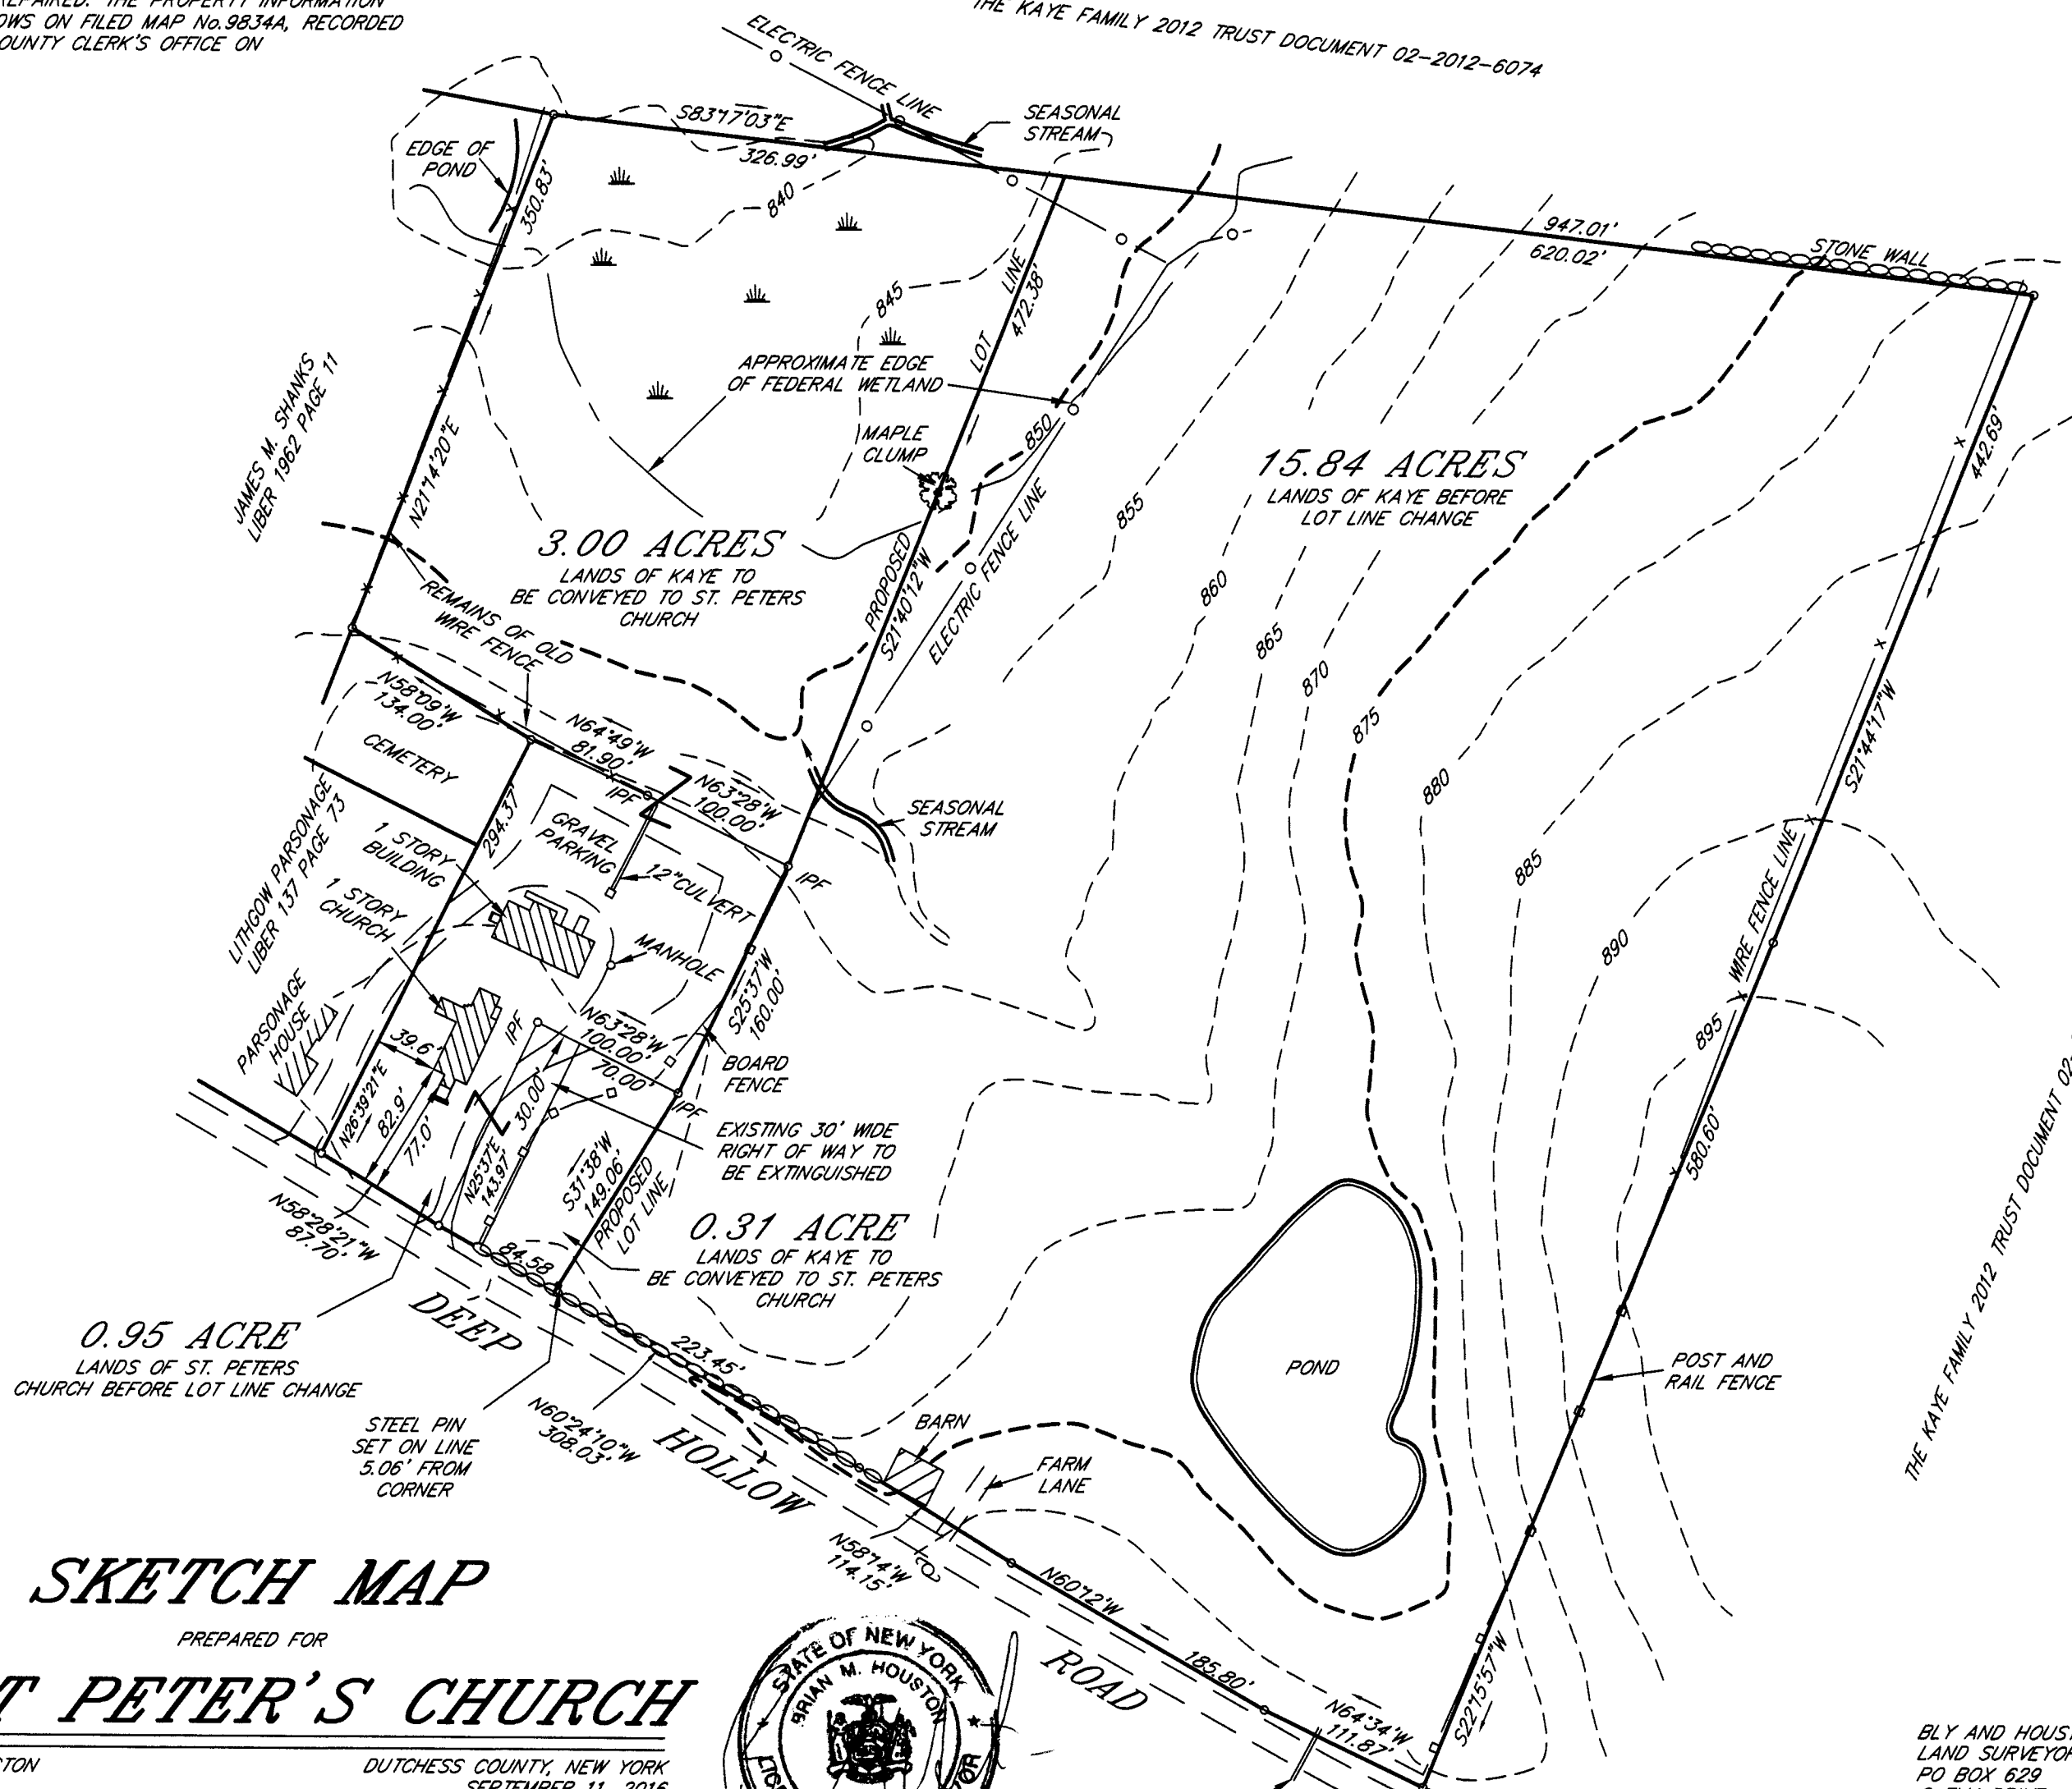 THE PROPERTY INFORMATION
OWS ON FILED MAP No.9834A, RECORDED
OUNTY CLERK'S OFFICE ON
THE KAYE FAMILY 2012 TRUST DOCUMENT 02-2012-6074
ELECTRIC FENCE LINE
SEASONAL
STREAM
S83°17'03"E
326.99'
EDGE OF
POND
350.83'
840
947.01'
620.02'
STONE WALL
845
LOT LINE
472.38'
APPROXIMATE EDGE
OF FEDERAL WETLAND
JAMES M. SHANKS
LIBER 1962 PAGE 11
N21°14'20"E
MAPLE
CLUMP
850
15.84 ACRES
LANDS OF KAYE BEFORE
LOT LINE CHANGE
442.69'
855
3.00 ACRES
LANDS OF KAYE TO
BE CONVEYED TO ST. PETERS
CHURCH
PROPOSED
S21°40'12"W
ELECTRIC FENCE LINE
860
865
870
875
880
885
890
895
REMAINS OF OLD
WIRE FENCE
N58°09'W
134.00'
CEMETERY
N64°49'W
81.90'
IPF
N63°28'W
100.00'
IPF
SEASONAL
STREAM
S21°44'17"W
WIRE FENCE LINE
294.37'
GRAVEL
PARKING
12"CULVERT
1 STORY
BUILDING
1 STORY
CHURCH
LITHGOW PARSONAGE
LIBER 137 PAGE 73
PARSONAGE
HOUSE
MANHOLE
S25°37'W
160.00'
IPF
N63°28'W
100.00'
70.00'
BOARD
FENCE
IPF
39.6'
N26°39'21"E
82.9'
77.0'
30.00'
N25°37'E
143.97'
EXISTING 30' WIDE
RIGHT OF WAY TO
BE EXTINGUISHED
S31°38'W
149.06'
PROPOSED
LOT LINE
580.60'
THE KAYE FAMILY 2012 TRUST DOCUMENT 02-
N58°28'21"W
87.70'
84.58
0.31 ACRE
LANDS OF KAYE TO
BE CONVEYED TO ST. PETERS
CHURCH
0.95 ACRE
LANDS OF ST. PETERS
CHURCH BEFORE LOT LINE CHANGE
DEEP HOLLOW ROAD
223.45'
N60°24'10"W
308.03'
STEEL PIN
SET ON LINE
5.06' FROM
CORNER
POND
POST AND
RAIL FENCE
BARN
FARM
LANE
N58°14'W
114.15'
N60°12'W
185.80'
N64°34'W
111.87'
S22°15'57"W
SKETCH MAP
PREPARED FOR
T PETER'S CHURCH
DUTCHESS COUNTY, NEW YORK
SEPTEMBER 11, 2016
STATE OF NEW YORK
BRIAN M. HOUSTON
BLY AND HOUST
LAND SURVEYOR
PO BOX 629